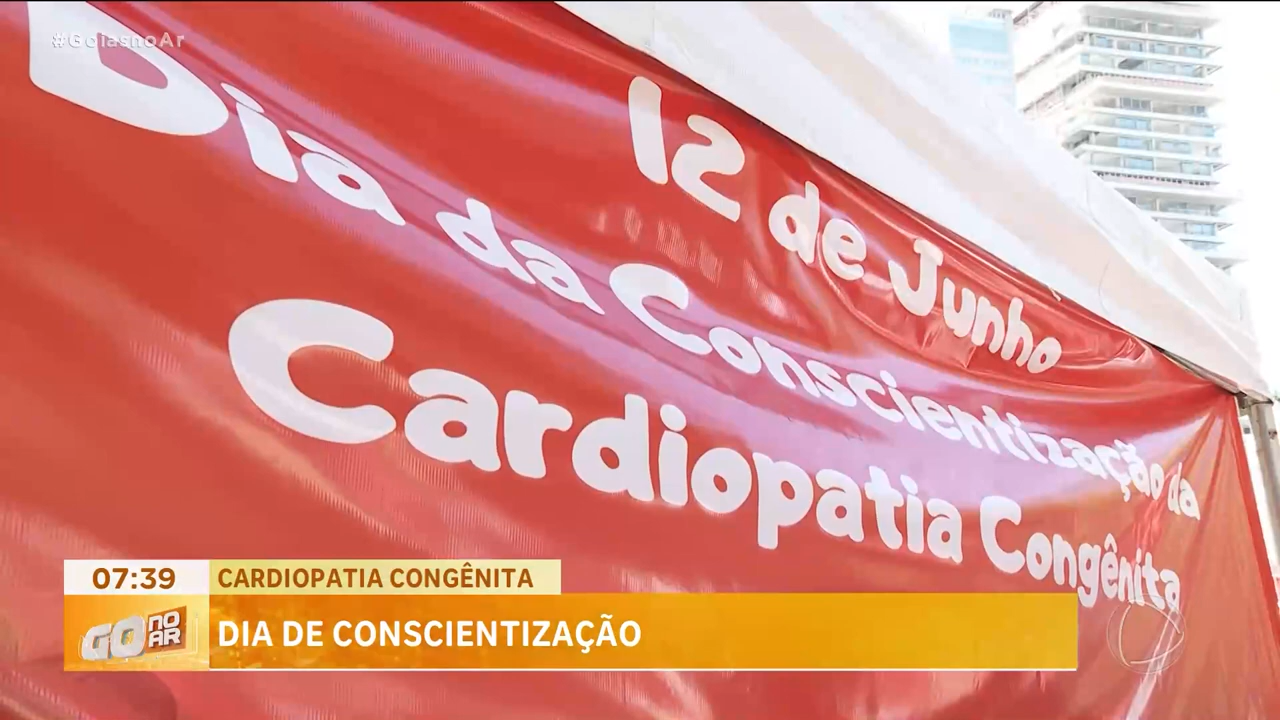 #GoiasnoAr
12 de Junho
Dia da Conscientização da
Cardiopatia Congênita
07:39
CARDIOPATIA CONGÊNITA
GO NO AR
DIA DE CONSCIENTIZAÇÃO